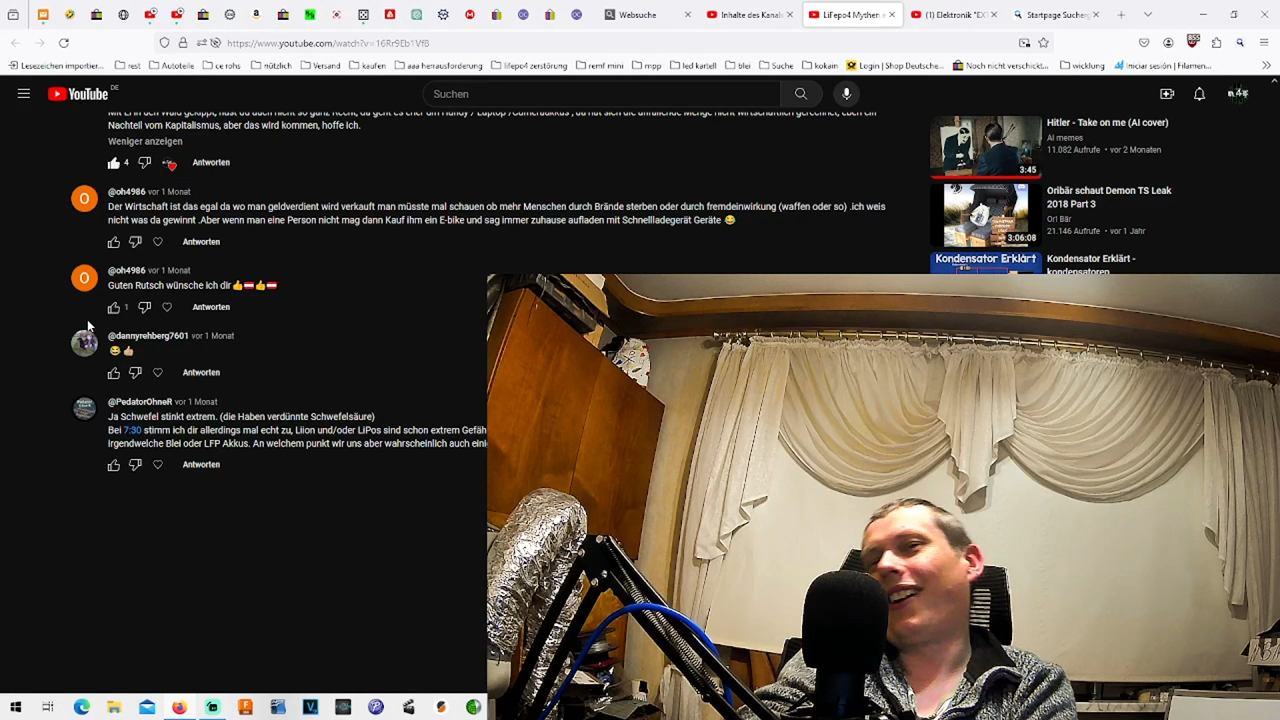 Websuche
Inhalte des Kanals
LiFepo4 Mythen
(1) Elektronik "EX
Startpage Sucherg
https://www.youtube.com/watch?v=16Rr9Eb1Vf8
Lesezeichen importier...
rest
Autoteile
ce rohs
nützlich
Versand
kaufen
aaa herrausforderung
lifepo4 zerstörung
remf mini
mpp
led kartell
blei
Suche
kokain
Login | Shop Deutsche...
Noch nicht verschickt...
wicklung
Iniciar sesión | Filamen...
YouTube DE
Suchen
Nachteil vom Kapitalismus, aber das wird kommen, hoffe ich.
Weniger anzeigen
4 Antworten
@oh4986 vor 1 Monat
Der Wirtschaft ist das egal da wo man geldverdient wird verkauft man müsste mal schauen ob mehr Menschen durch Brände sterben oder durch fremdeinwirkung (waffen oder so) .ich weis
nicht was da gewinnt .Aber wenn man eine Person nicht mag dann Kauf ihm ein E-bike und sag immer zuhause aufladen mit Schnellladegerät Geräte 😂
Antworten
@oh4986 vor 1 Monat
Guten Rutsch wünsche ich dir👍🇦🇹👍🇦🇹
1 Antworten
@dannyrehberg7601 vor 1 Monat
😂👍🏼
Antworten
@PedatorOhneR vor 1 Monat
Ja Schwefel stinkt extrem. (die Haben verdünnte Schwefelsäure)
Bei 7:30 stimm ich dir allerdings mal echt zu, Liion und/oder LiPos sind schon extrem Gefäh
Irgendwelche Blei oder LFP Akkus. An welchem punkt wir uns aber wahrscheinlich auch
Antworten
Hitler - Take on me (AI cover)
AI memes
11.082 Aufrufe • vor 2 Monaten
3:45
Oribär schaut Demon TS Leak
2018 Part 3
Ori Bär
21.146 Aufrufe • vor 1 Jahr
3:06:08
Kondensator Erklärt
Kondensator Erklärt -
kondensatoren